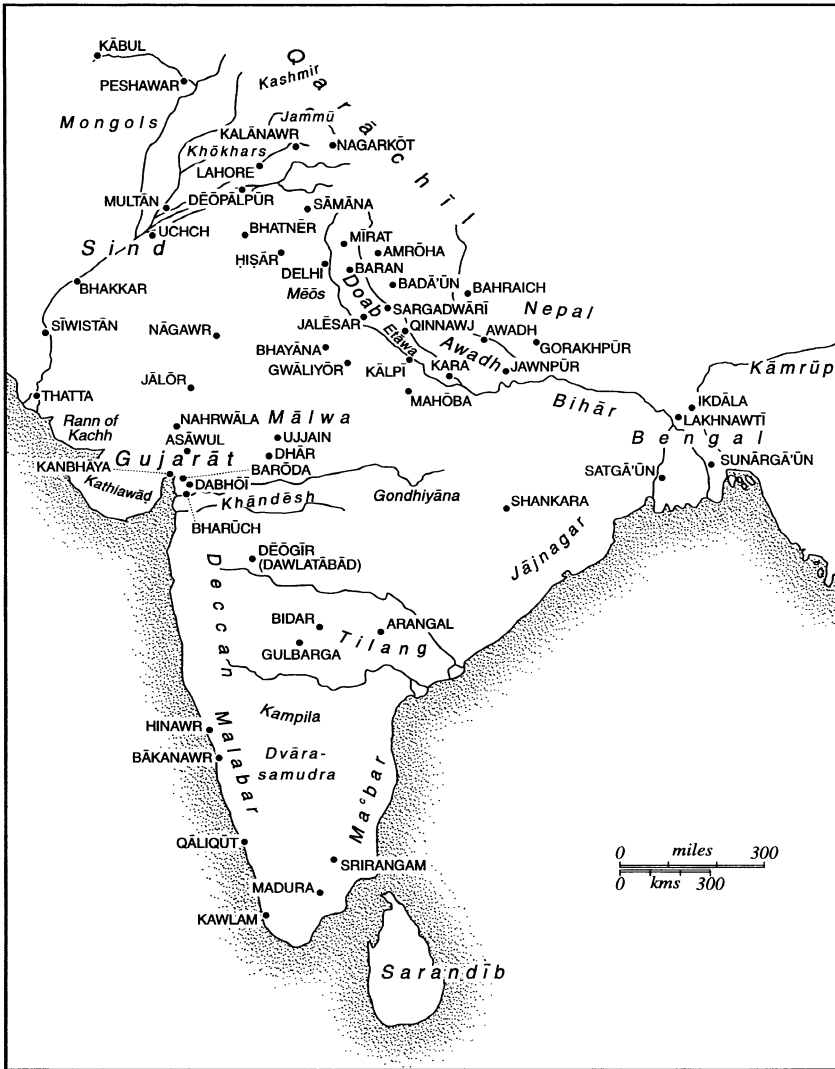 KĀBUL
PESHAWAR
Qarāchīl
Kashmir
Mongols
Jammū
KALĀNAWR
NAGARKŌT
Khōkhars
LAHORE
MULTĀN
DĒŌPĀLPŪR
SĀMĀNA
UCHCH
BHATNĒR
MĪRAT
AMRŌHA
Sind
ḤIṢĀR
DELHI
BARAN
BADĀ'ŪN
BAHRAICH
BHAKKAR
Mēōs
Doab
SARGADWĀRĪ
Nepal
SĪWISTĀN
NĀGAWR
JALĒSAR
Etāwa
QINNAWJ
AWADH
GORAKHPŪR
BHAYĀNA
Awadh
GWĀLIYŌR
KĀLPĪ
KARA
JAWNPŪR
Kāmrūp
THATTA
JĀLŌR
MAHŌBA
Bihār
IKDĀLA
LAKHNAWTĪ
Rann of
Kachh
NAHRWĀLA
Mālwa
ASĀWUL
UJJAIN
Bengal
KANBHAYA
Gujarāt
DHĀR
SUNĀRGĀ'ŪN
BARŌDA
SATGĀ'ŪN
Kathiawād
DABHŌI
Khāndēsh
Gondhiyāna
SHANKARA
BHARŪCH
Jājnagar
DĒŌGĪR
(DAWLATĀBĀD)
Deccan
BIDAR
ARANGAL
Tilang
GULBARGA
Kampila
HINAWR
Malabar
BĀKANAWR
Dvāra-
samudra
Maʿbar
QĀLIQŪT
SRIRANGAM
MADURA
KAWLAM
Sarandīb
0 miles 300
0 kms 300